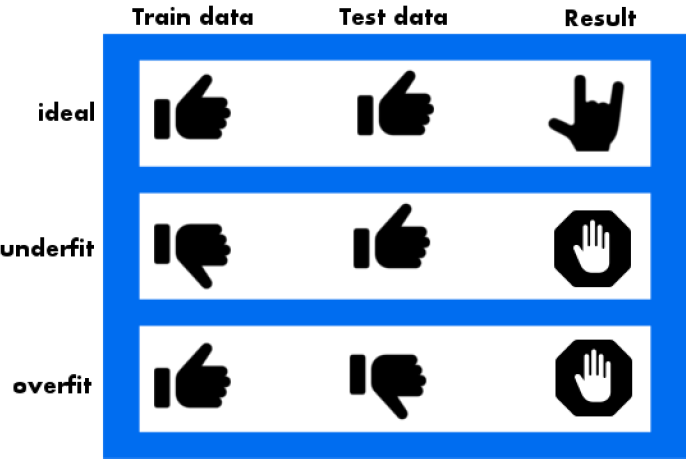 Train data Test data Result
ideal
underfit
overfit